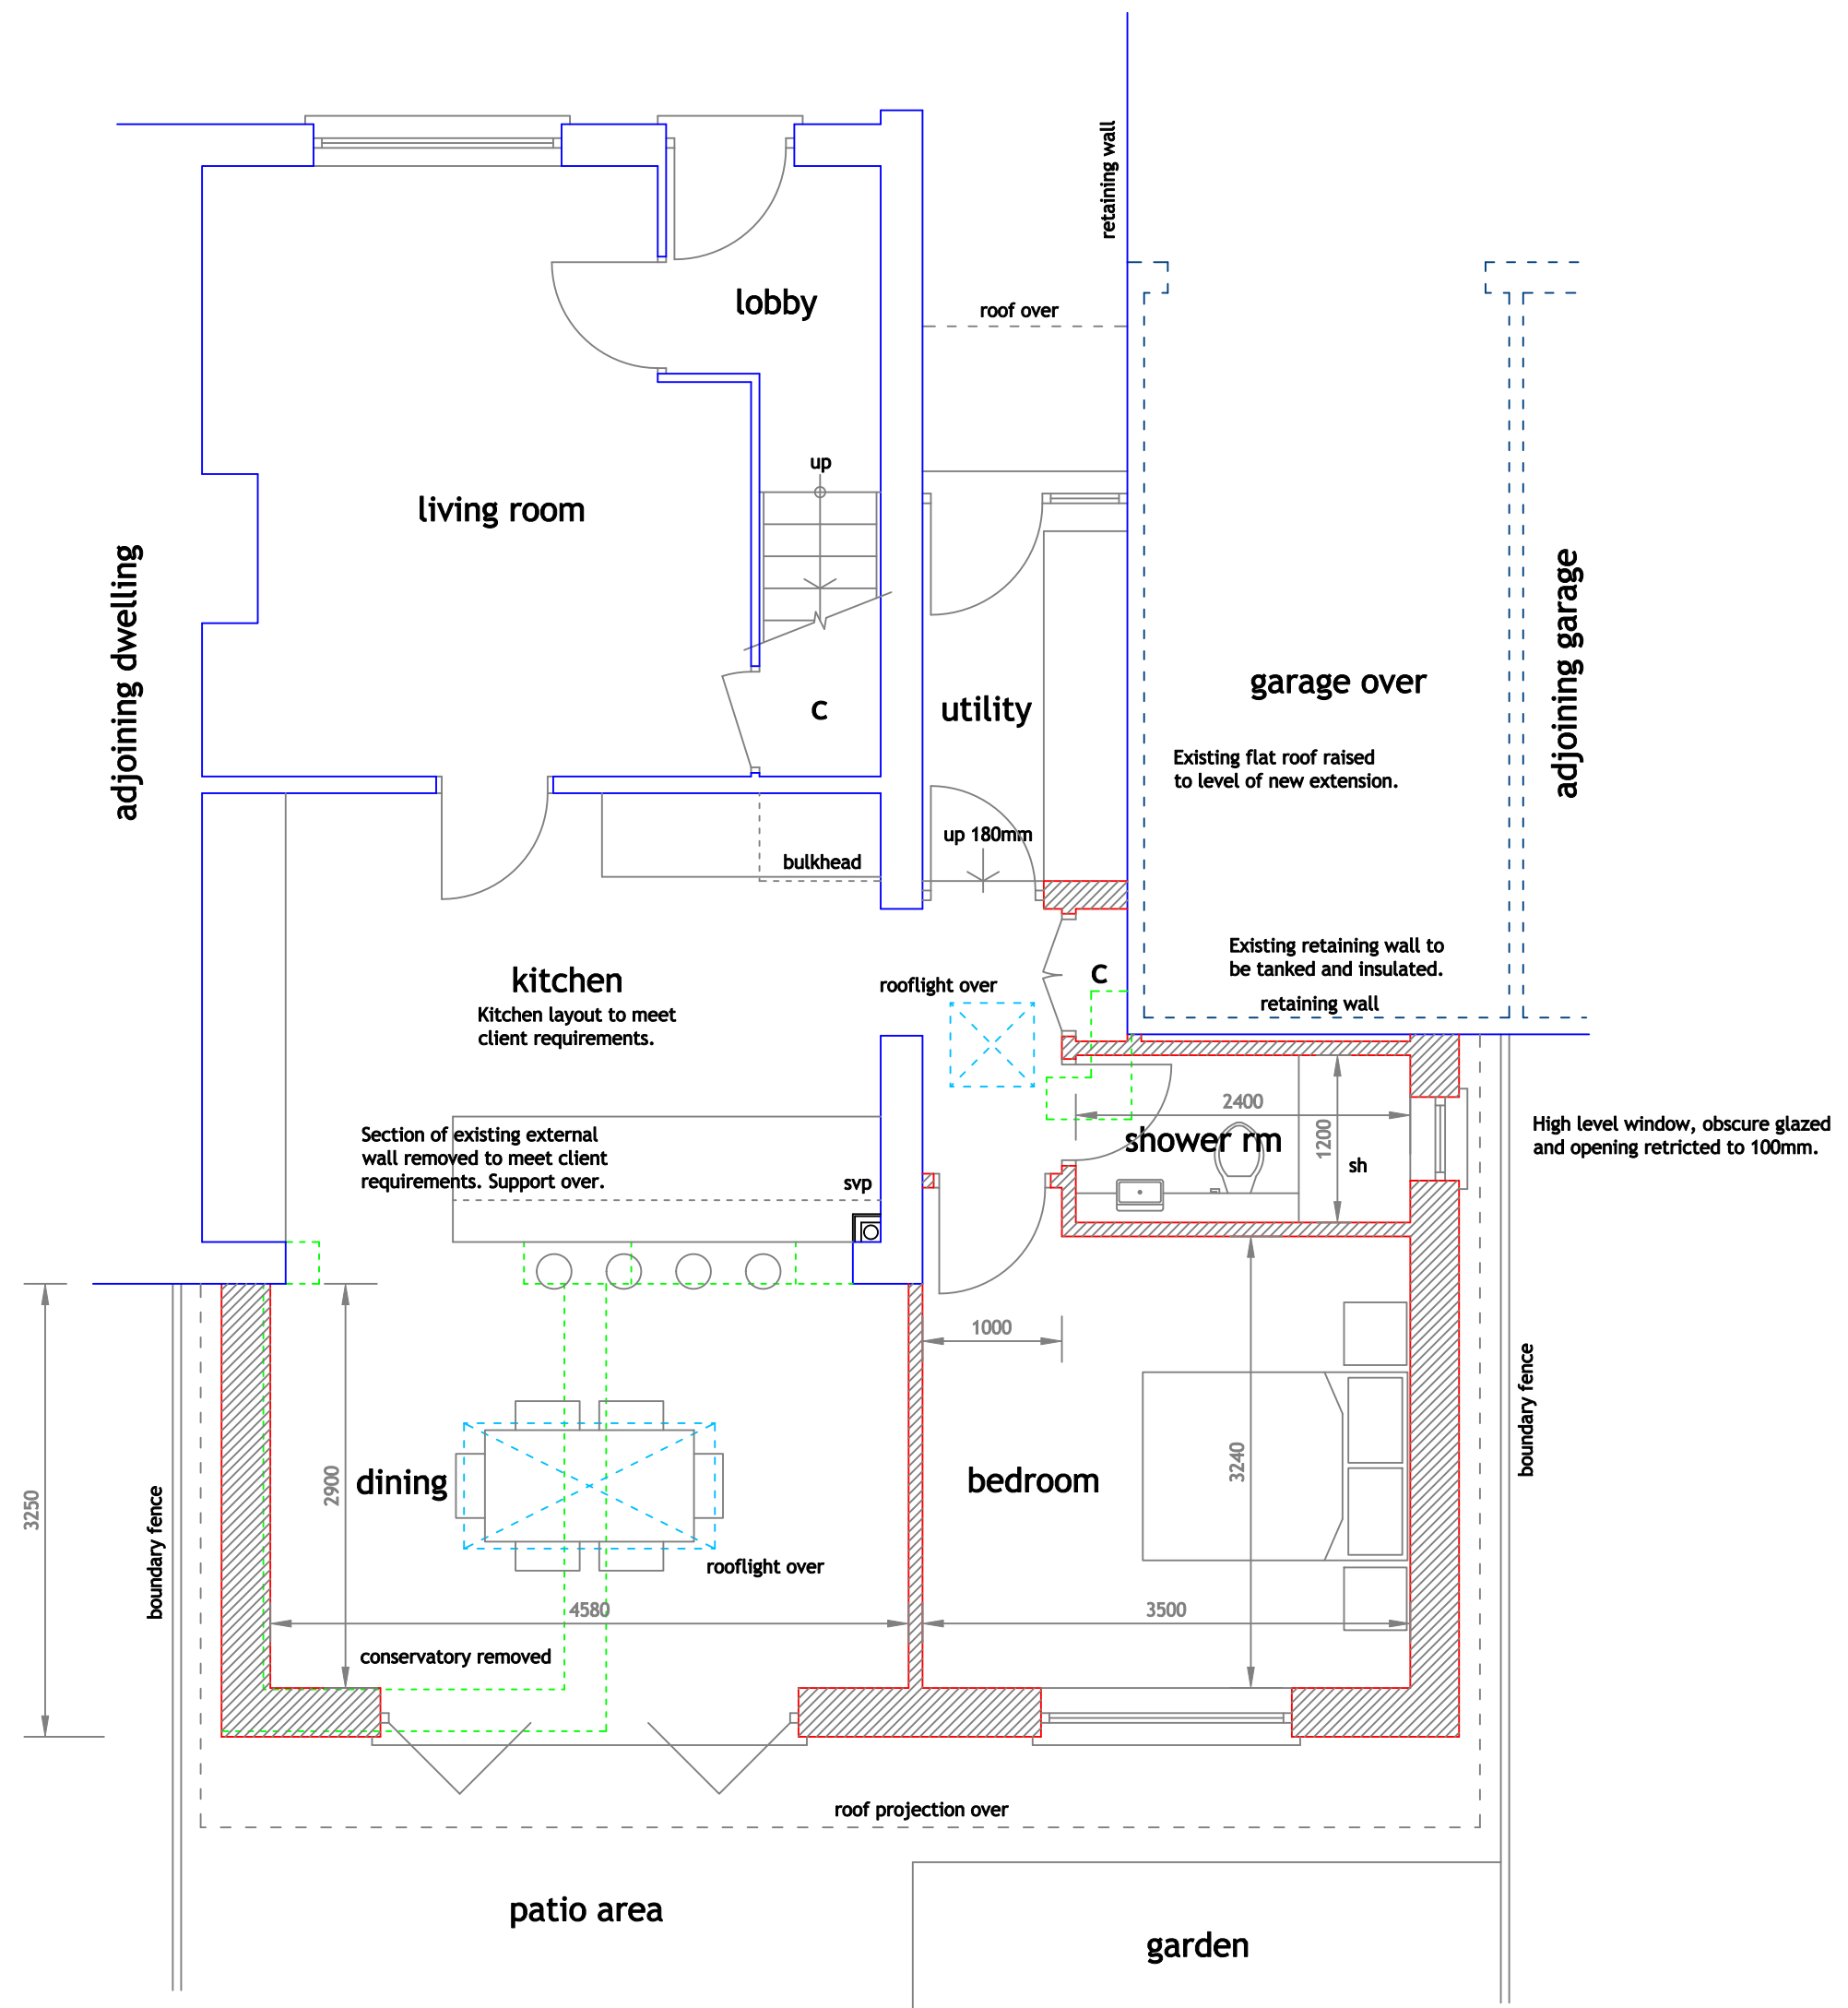 retaining wall
lobby
roof over
up
living room
adjoining dwelling
adjoining garage
garage over
C
utility
Existing flat roof raised
to level of new extension.
up 180mm
bulkhead
Existing retaining wall to
be tanked and insulated.
retaining wall
kitchen
Kitchen layout to meet
client requirements.
rooflight over
C
2400
1200
shower rm
sh
High level window, obscure glazed
and opening retricted to 100mm.
Section of existing external
wall removed to meet client
requirements. Support over.
svp
1000
boundary fence
3250
2900
dining
bedroom
3240
boundary fence
rooflight over
4580
3500
conservatory removed
roof projection over
patio area
garden